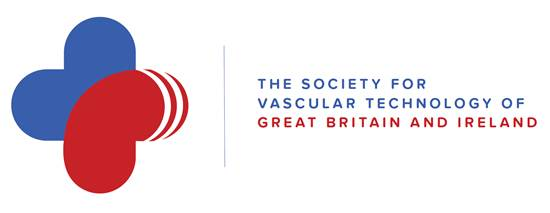 THE SOCIETY FOR
VASCULAR TECHNOLOGY OF
GREAT BRITAIN AND IRELAND